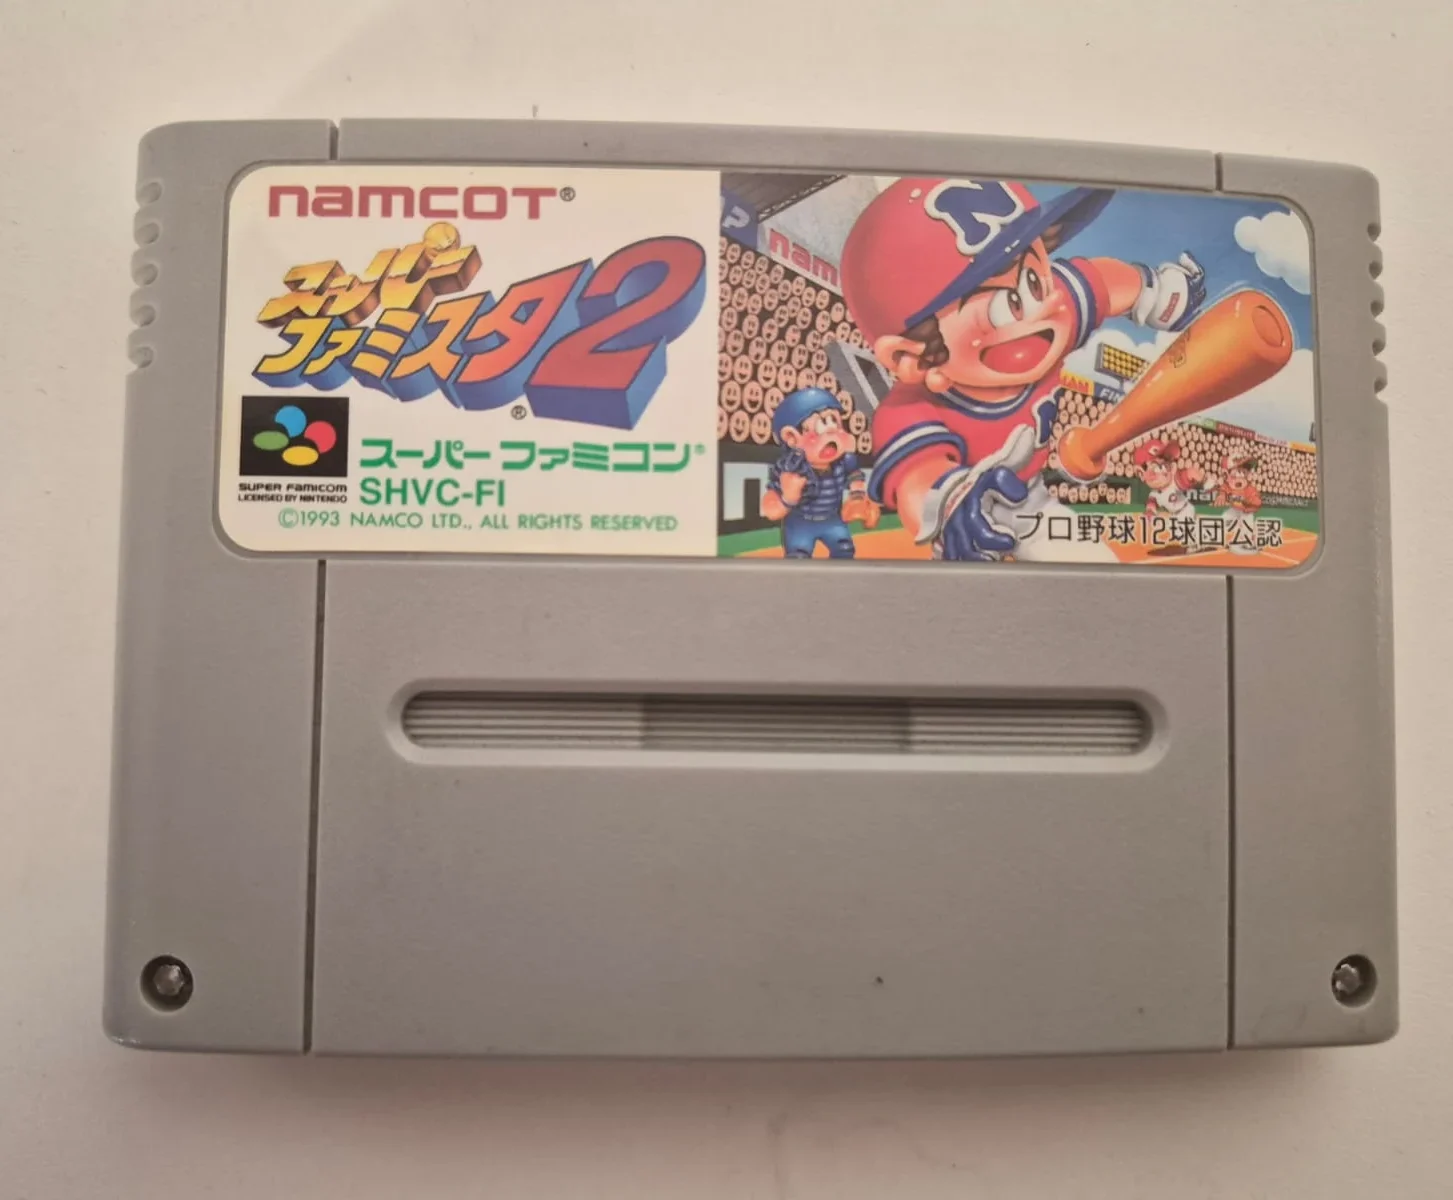 namcot®
スーパー
ファミスタ2
®
SUPER FAMICOM
LICENSED BY NINTENDO
スーパーファミコン®
SHVC-FI
©1993 NAMCO LTD., ALL RIGHTS RESERVED
N
nam
プロ野球12球団公認